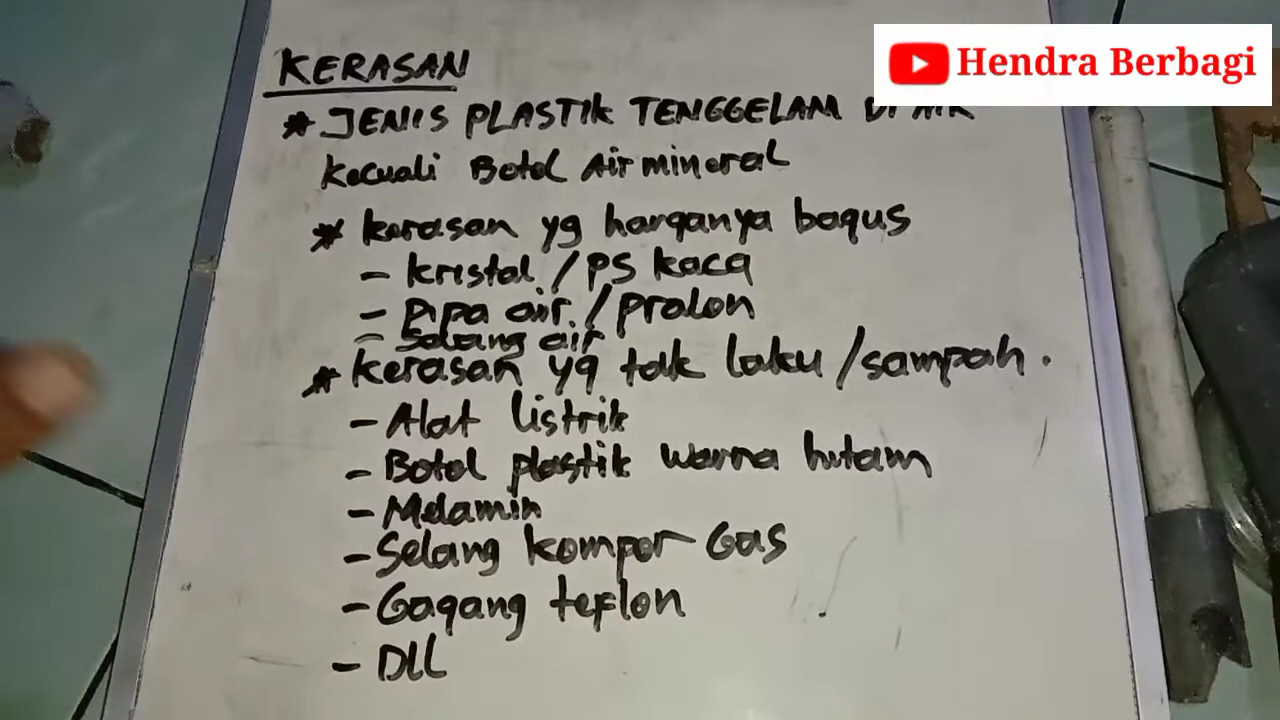 Hendra Berbagi
KERASAN
* JENIS PLASTIK TENGGELAM DI AIR
Kecuali Botol Air mineral
* kerasan yg harganya bagus
- kristal / PS kaca
- Pipa air / pralon
- Selang air
* kerasan yg tdk laku / sampah.
- Alat listrik
- Botol plastik warna hitam
- Melamin
- Selang kompor Gas
- Gagang teflon
- DLL